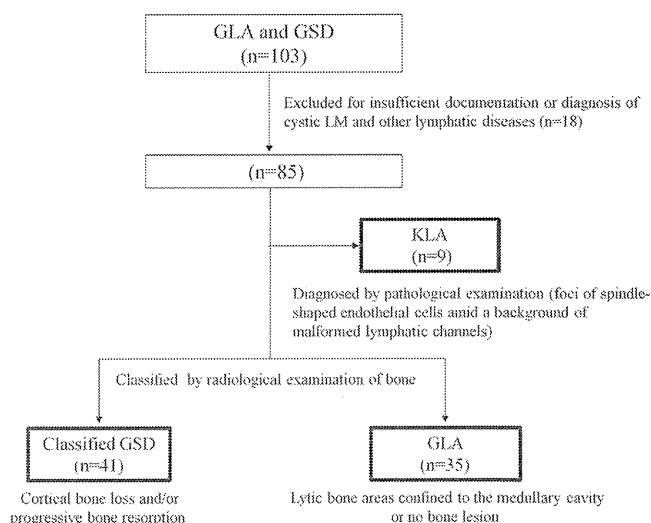 GLA and GSD
(n=103)
Excluded for insufficient documentation or diagnosis of
cystic LM and other lymphatic diseases (n=18)
(n=85)
KLA
(n=9)
Diagnosed by pathological examination (foci of spindle-
shaped endothelial cells amid a background of
malformed lymphatic channels)
Classified by radiological examination of bone
Classified GSD
(n=41)
Cortical bone loss and/or
progressive bone resorption
GLA
(n=35)
Lytic bone areas confined to the medullary cavity
or no bone lesion